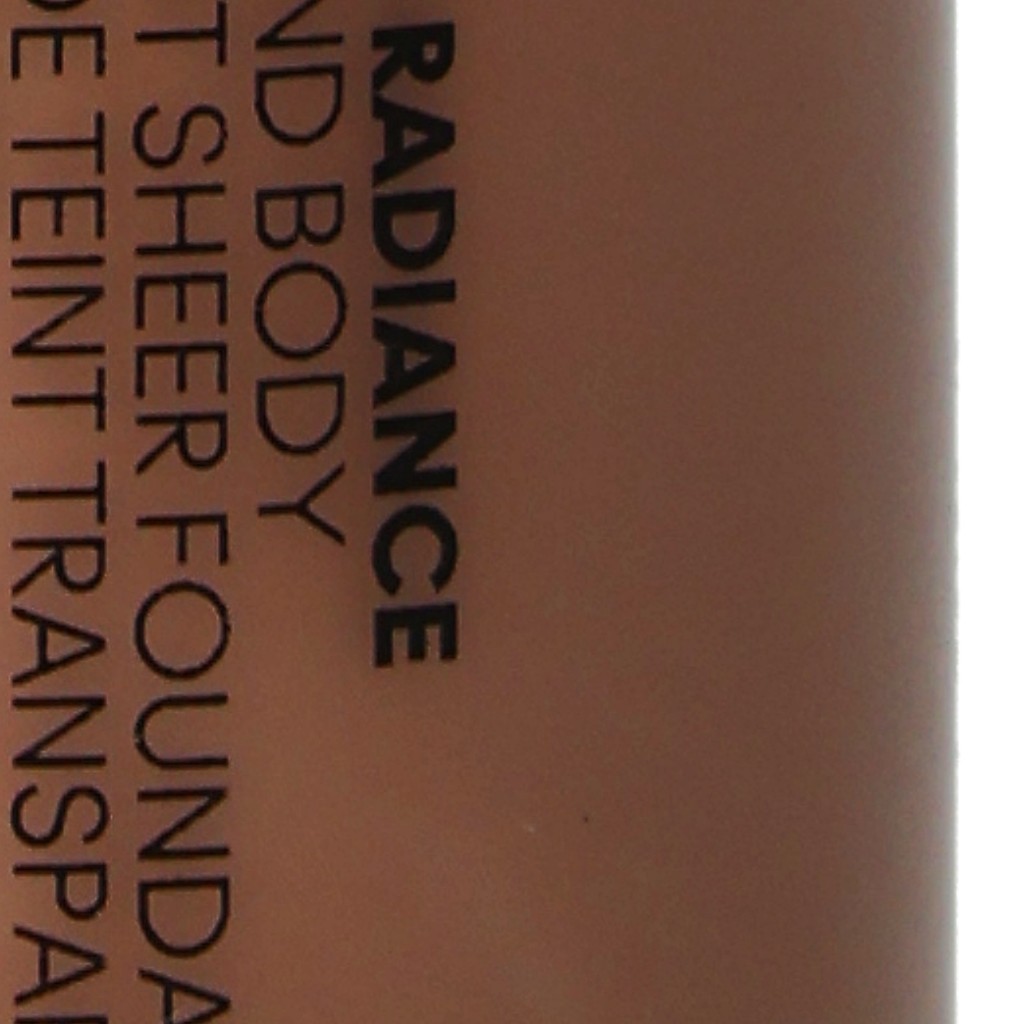 RADIANCE
ND BODY
T SHEER FOUNDA
DE TEINT TRANSPA